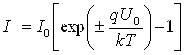 I = I₀[exp(±qU₀/kT)−1]